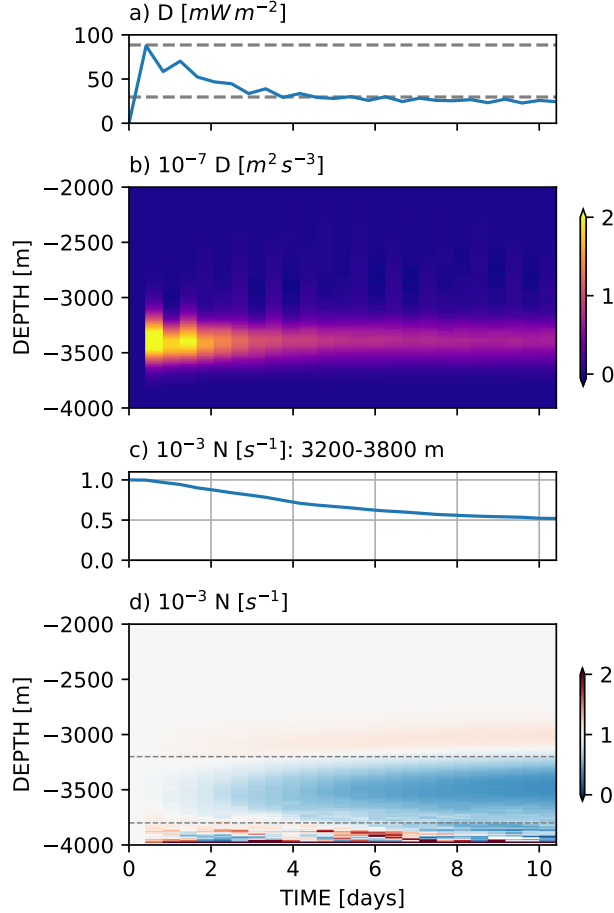 a) D [mW m⁻²]
100
50
0
b) 10⁻⁷ D [m² s⁻³]
−2000
−2500
−3000
−3500
−4000
DEPTH [m]
2
1
0
c) 10⁻³ N [s⁻¹]: 3200-3800 m
1.0
0.5
0.0
d) 10⁻³ N [s⁻¹]
−2000
−2500
−3000
−3500
−4000
DEPTH [m]
2
1
0
0 2 4 6 8 10
TIME [days]